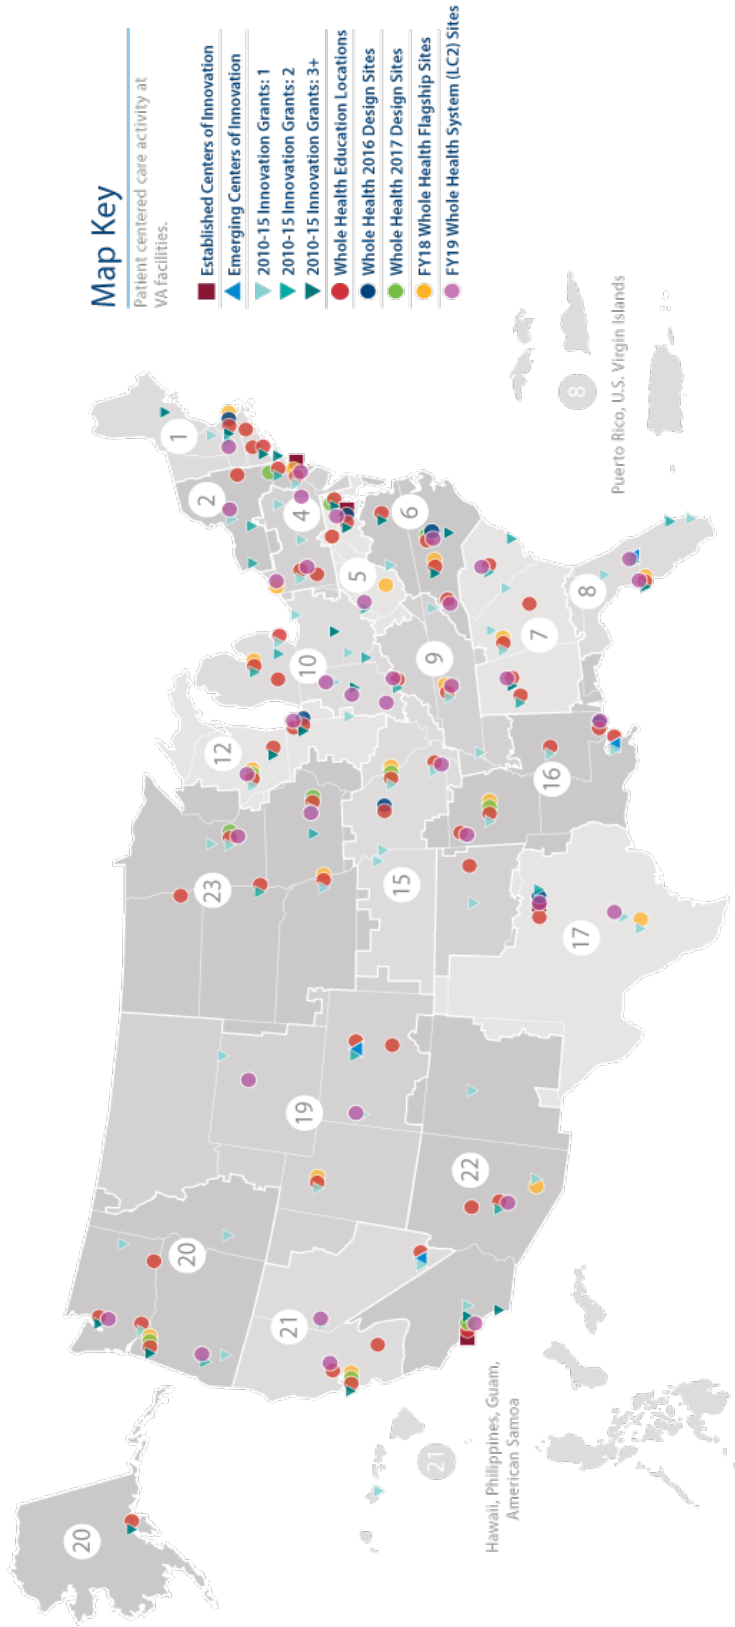 Map Key
Patient centered care activity at
VA facilities.
Established Centers of Innovation
Emerging Centers of Innovation
2010-15 Innovation Grants: 1
2010-15 Innovation Grants: 2
2010-15 Innovation Grants: 3+
Whole Health Education Locations
Whole Health 2016 Design Sites
Whole Health 2017 Design Sites
FY18 Whole Health Flagship Sites
FY19 Whole Health System (LC2) Sites
20
20
23
12
2
1
21
19
10
4
5
15
9
6
22
7
17
16
8
21
Hawaii, Philippines, Guam,
American Samoa
8
Puerto Rico, U.S. Virgin Islands